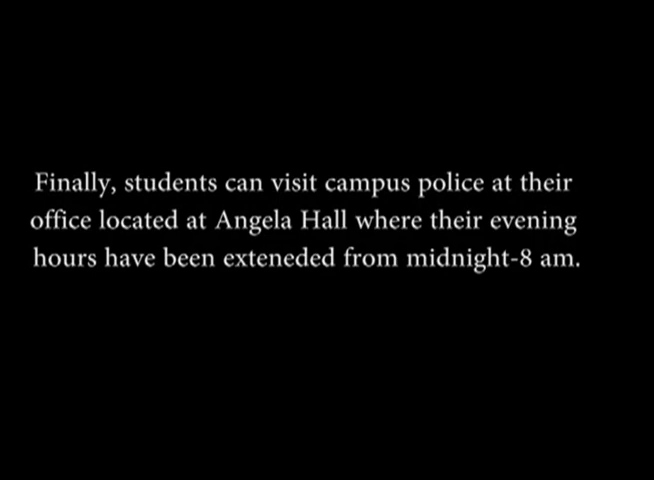 Finally, students can visit campus police at their
office located at Angela Hall where their evening
hours have been exteneded from midnight-8 am.